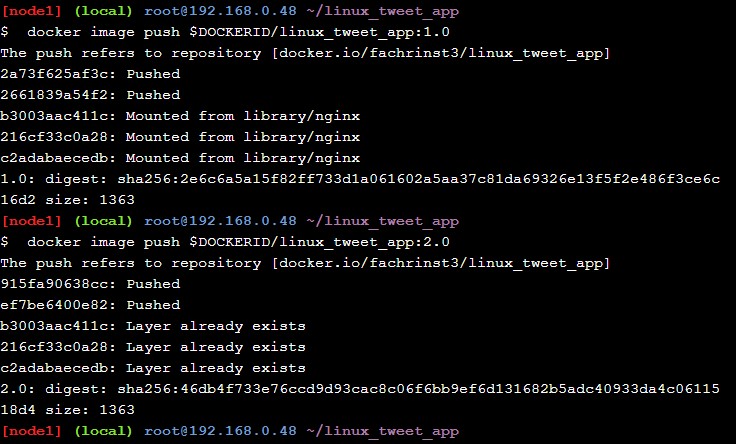 [node1] (local) root@192.168.0.48 ~/linux_tweet_app
$  docker image push $DOCKERID/linux_tweet_app:1.0
The push refers to repository [docker.io/fachrinst3/linux_tweet_app]
2a73f625af3c: Pushed
2661839a54f2: Pushed
b3003aac411c: Mounted from library/nginx
216cf33c0a28: Mounted from library/nginx
c2adabaecedb: Mounted from library/nginx
1.0: digest: sha256:2e6c6a5a15f82ff733d1a061602a5aa37c81da69326e13f5f2e486f3ce6c
16d2 size: 1363
[node1] (local) root@192.168.0.48 ~/linux_tweet_app
$  docker image push $DOCKERID/linux_tweet_app:2.0
The push refers to repository [docker.io/fachrinst3/linux_tweet_app]
915fa90638cc: Pushed
ef7be6400e82: Pushed
b3003aac411c: Layer already exists
216cf33c0a28: Layer already exists
c2adabaecedb: Layer already exists
2.0: digest: sha256:46db4f733e76ccd9d93cac8c06f6bb9ef6d131682b5adc40933da4c06115
18d4 size: 1363
[node1] (local) root@192.168.0.48 ~/linux_tweet_app